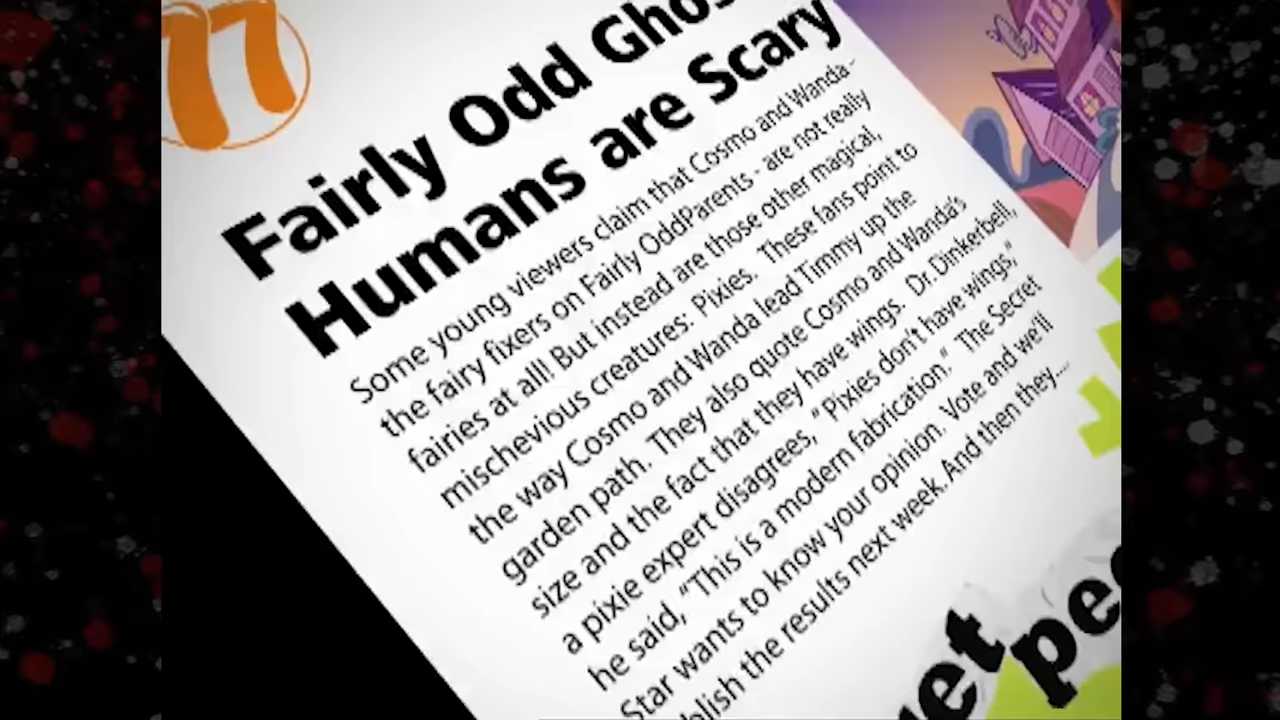 77
Fairly Odd
Humans are Scary
Some young viewers claim that Cosmo and Wanda -
the fairy fixers on Fairly OddParents - are not really
fairies at all! But instead are those other magical,
mischevious creatures: Pixies. These fans point to
the way Cosmo and Wanda lead Timmy up the
garden path. They also quote Cosmo and Wanda's
size and the fact that they have wings. Dr. Dinkerbell,
a pixie expert disagrees, "Pixies don't have wings,"
he said, "This is a modern fabrication." The Secret
Star wants to know your opinion. Vote and we'll
blish the results next week. And then they....